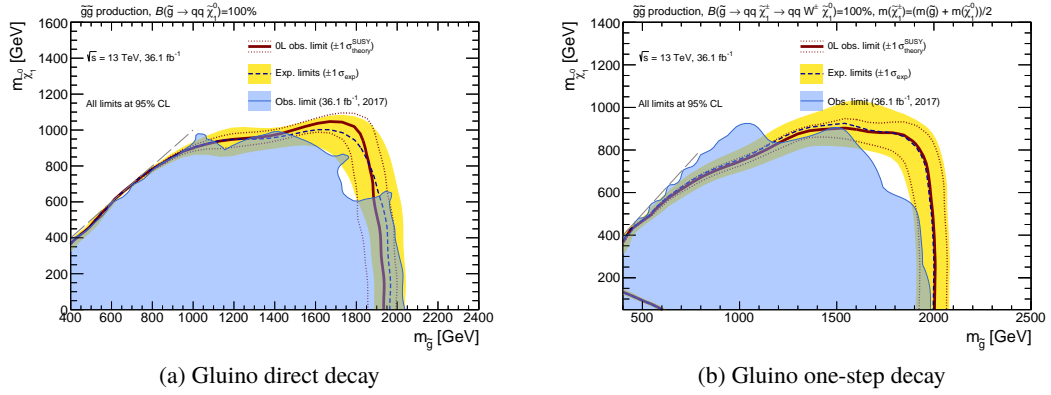 g̃g̃ production, B(g̃ → qq χ̃₁⁰)=100%
√s = 13 TeV, 36.1 fb⁻¹
0L obs. limit (±1 σ^SUSY_theory)
Exp. limits (±1 σ_exp)
Obs. limit (36.1 fb⁻¹, 2017)
All limits at 95% CL
m_χ̃₁⁰ [GeV]
1600
1400
1200
1000
800
600
400
200
0
400 600 800 1000 1200 1400 1600 1800 2000 2200 2400
m_g̃ [GeV]
(a) Gluino direct decay
g̃g̃ production, B(g̃ → qq χ̃₁^± → qq W^± χ̃₁⁰)=100%, m(χ̃₁^±)=(m(g̃) + m(χ̃₁⁰))/2
√s = 13 TeV, 36.1 fb⁻¹
0L obs. limit (±1 σ^SUSY_theory)
Exp. limits (±1 σ_exp)
Obs. limit (36.1 fb⁻¹, 2017)
All limits at 95% CL
m_χ̃₁⁰ [GeV]
1400
1200
1000
800
600
400
200
500 1000 1500 2000 2500
m_g̃ [GeV]
(b) Gluino one-step decay